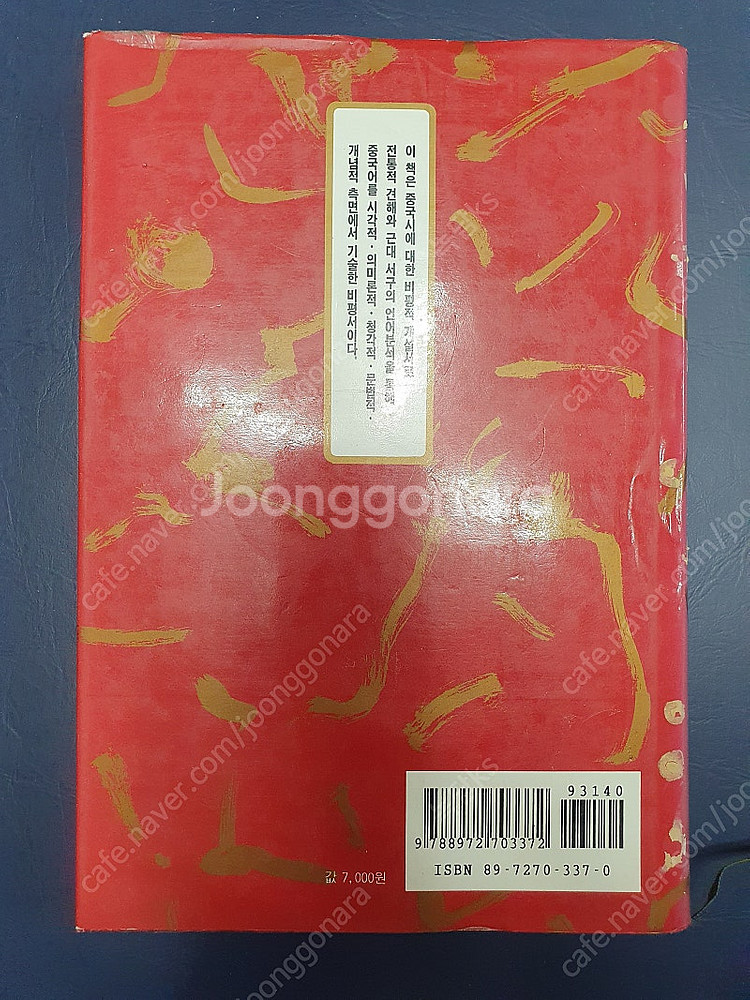 이 책은 중국시에 대한 비평적 개설서로
전통적 견해와 근대 서구의 언어분석을 통해
중국어를 시각적·의미론적·청각적·문법적·
개념적 측면에서 기술한 비평서이다.
Joonggonara
cafe.naver.com/joonggonara
93140
9 788972 703372
ISBN 89-7270-337-0
값 7,000원